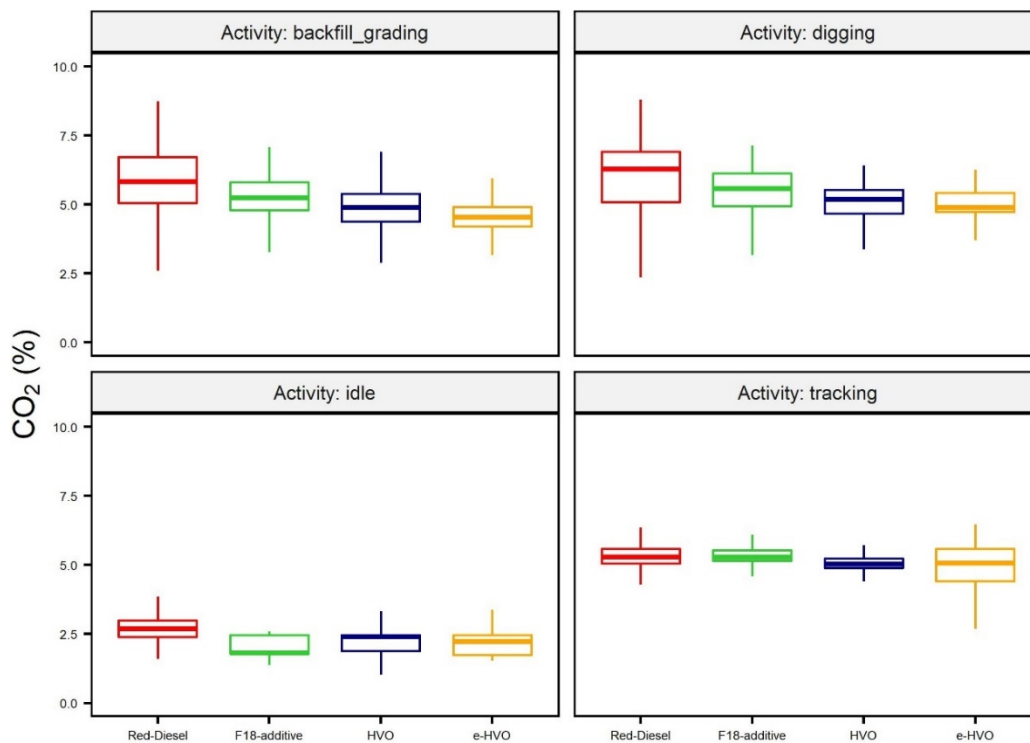 Activity: backfill_grading
Activity: digging
10.0
7.5
5.0
2.5
0.0
CO₂ (%)
Activity: idle
Activity: tracking
10.0
7.5
5.0
2.5
0.0
Red-Diesel F18-additive HVO e-HVO
Red-Diesel F18-additive HVO e-HVO